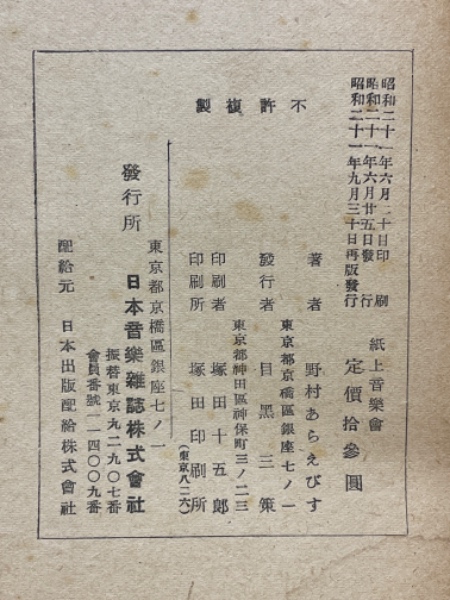 昭和二十一年六月二十日印刷
昭和二十一年六月廿五日發行
昭和二十一年九月三十日再版發行
紙上音樂會
定價拾參圓
不許複製
著者 野村あらえびす
東京都京橋區銀座七ノ一
發行者 目黑三策
東京都神田區神保町三ノ二三
印刷者 塚田十五郎
印刷所 塚田印刷所
(東京八二六)
發行所
東京都京橋區銀座七ノ一
日本音樂雜誌株式會社
振替東京九二九〇七番
會員番號一一四〇〇九番
配給元 日本出版配給株式會社